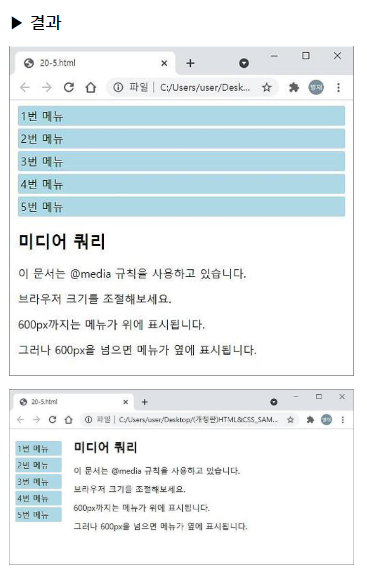 ▶ 결과
20-5.html
파일 | C:/Users/user/Desk...
1번 메뉴
2번 메뉴
3번 메뉴
4번 메뉴
5번 메뉴
미디어 쿼리
이 문서는 @media 규칙을 사용하고 있습니다.
브라우저 크기를 조절해보세요.
600px까지는 메뉴가 위에 표시됩니다.
그러나 600px을 넘으면 메뉴가 옆에 표시됩니다.
20-5.html
파일 | C:/Users/user/Desktop/(개정판)HTML&CSS_SAM...
1번 메뉴
2번 메뉴
3번 메뉴
4번 메뉴
5번 메뉴
미디어 쿼리
이 문서는 @media 규칙을 사용하고 있습니다.
브라우저 크기를 조절해보세요.
600px까지는 메뉴가 위에 표시됩니다.
그러나 600px을 넘으면 메뉴가 옆에 표시됩니다.